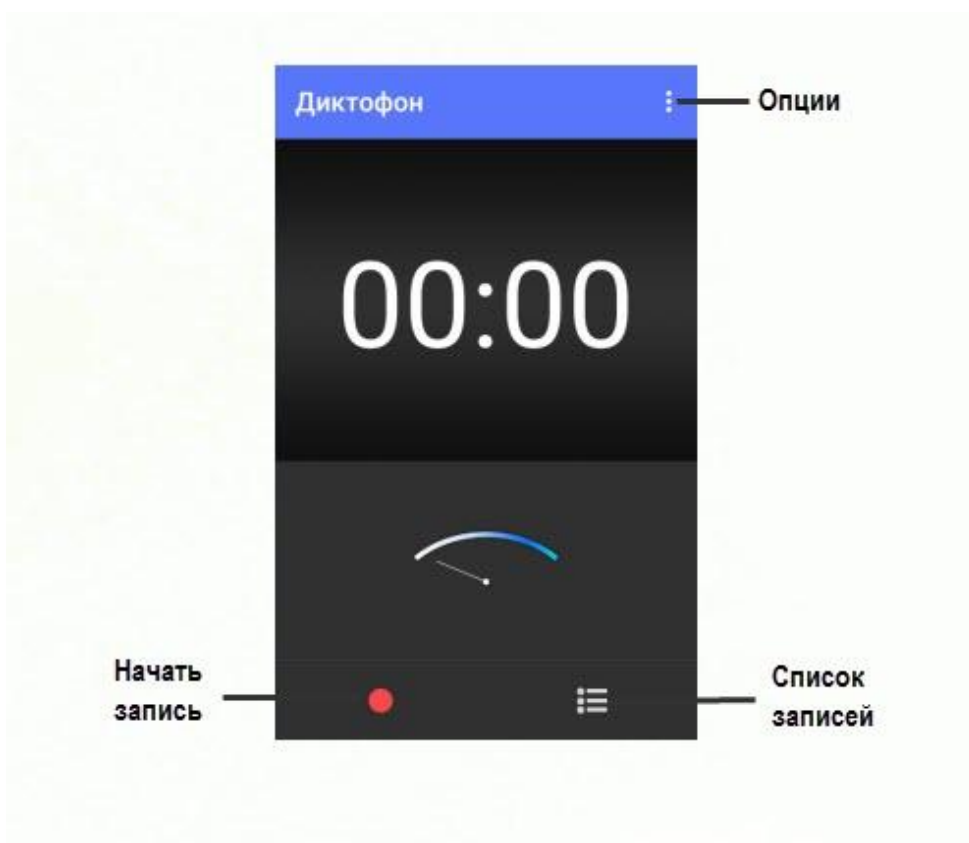 Диктофон
Опции
00:00
Начать
запись
Список
записей